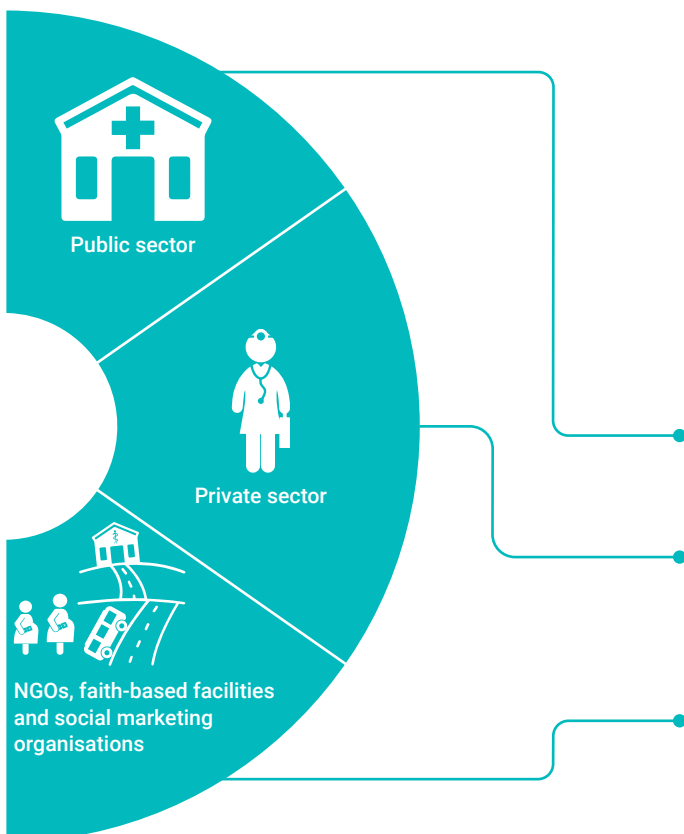 Public sector
Private sector
NGOs, faith-based facilities
and social marketing
organisations